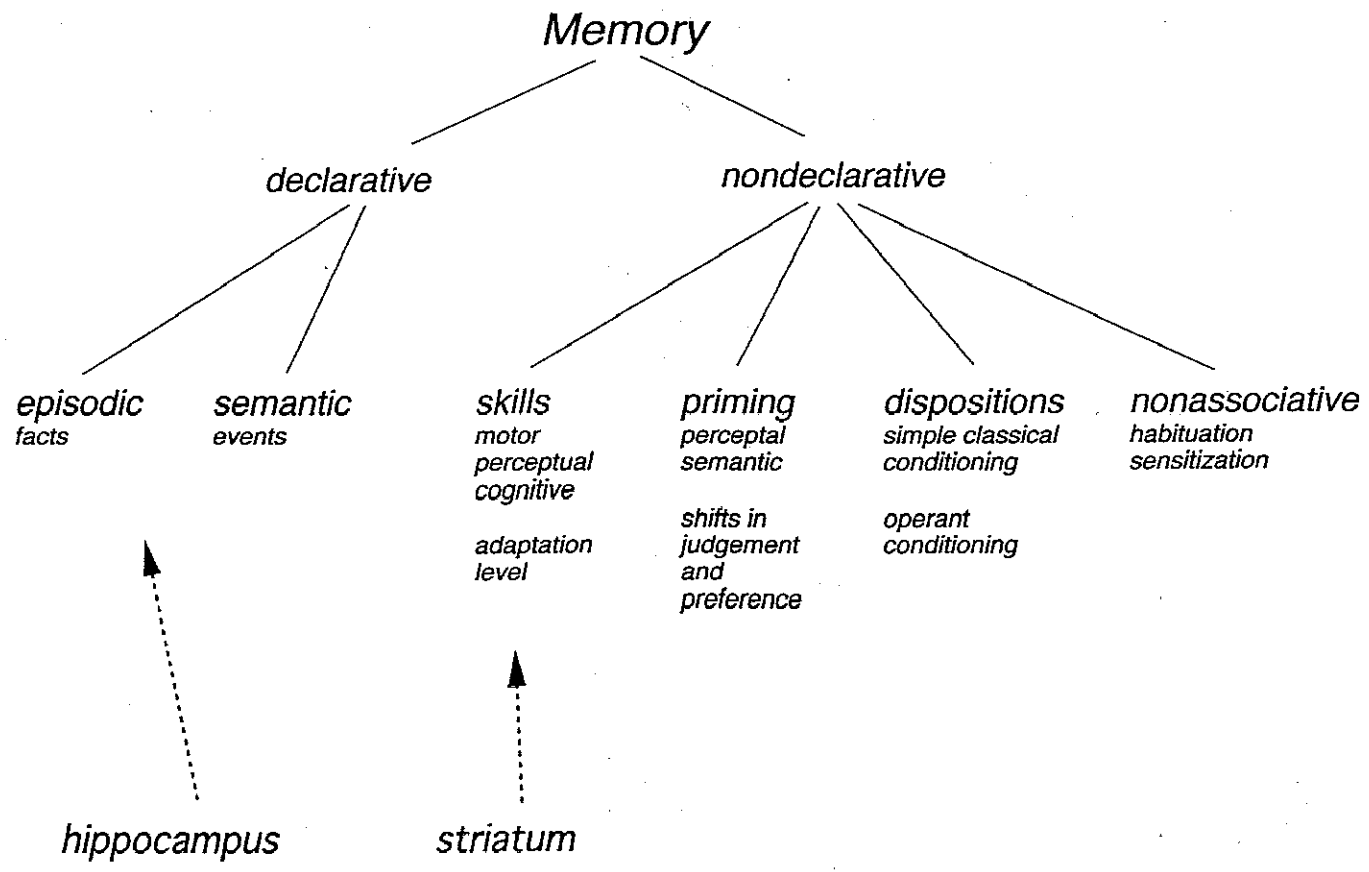 Memory
declarative
nondeclarative
episodic
facts
semantic
events
skills
motor
perceptual
cognitive
adaptation
level
priming
perceptal
semantic
shifts in
judgement
and
preference
dispositions
simple classical
conditioning
operant
conditioning
nonassociative
habituation
sensitization
hippocampus
striatum